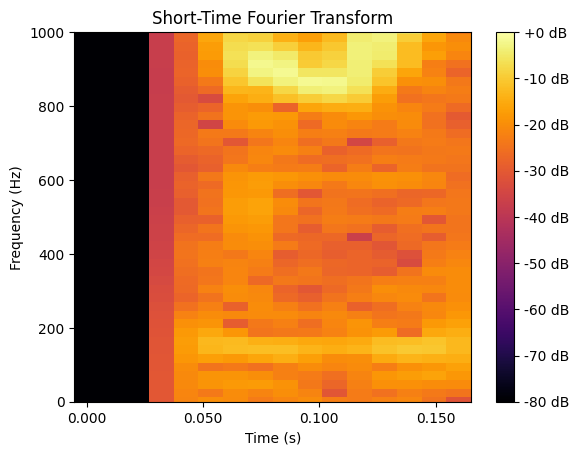 Short-Time Fourier Transform
1000
800
600
400
200
0
Frequency (Hz)
0.000
0.050
0.100
0.150
Time (s)
+0 dB
-10 dB
-20 dB
-30 dB
-40 dB
-50 dB
-60 dB
-70 dB
-80 dB